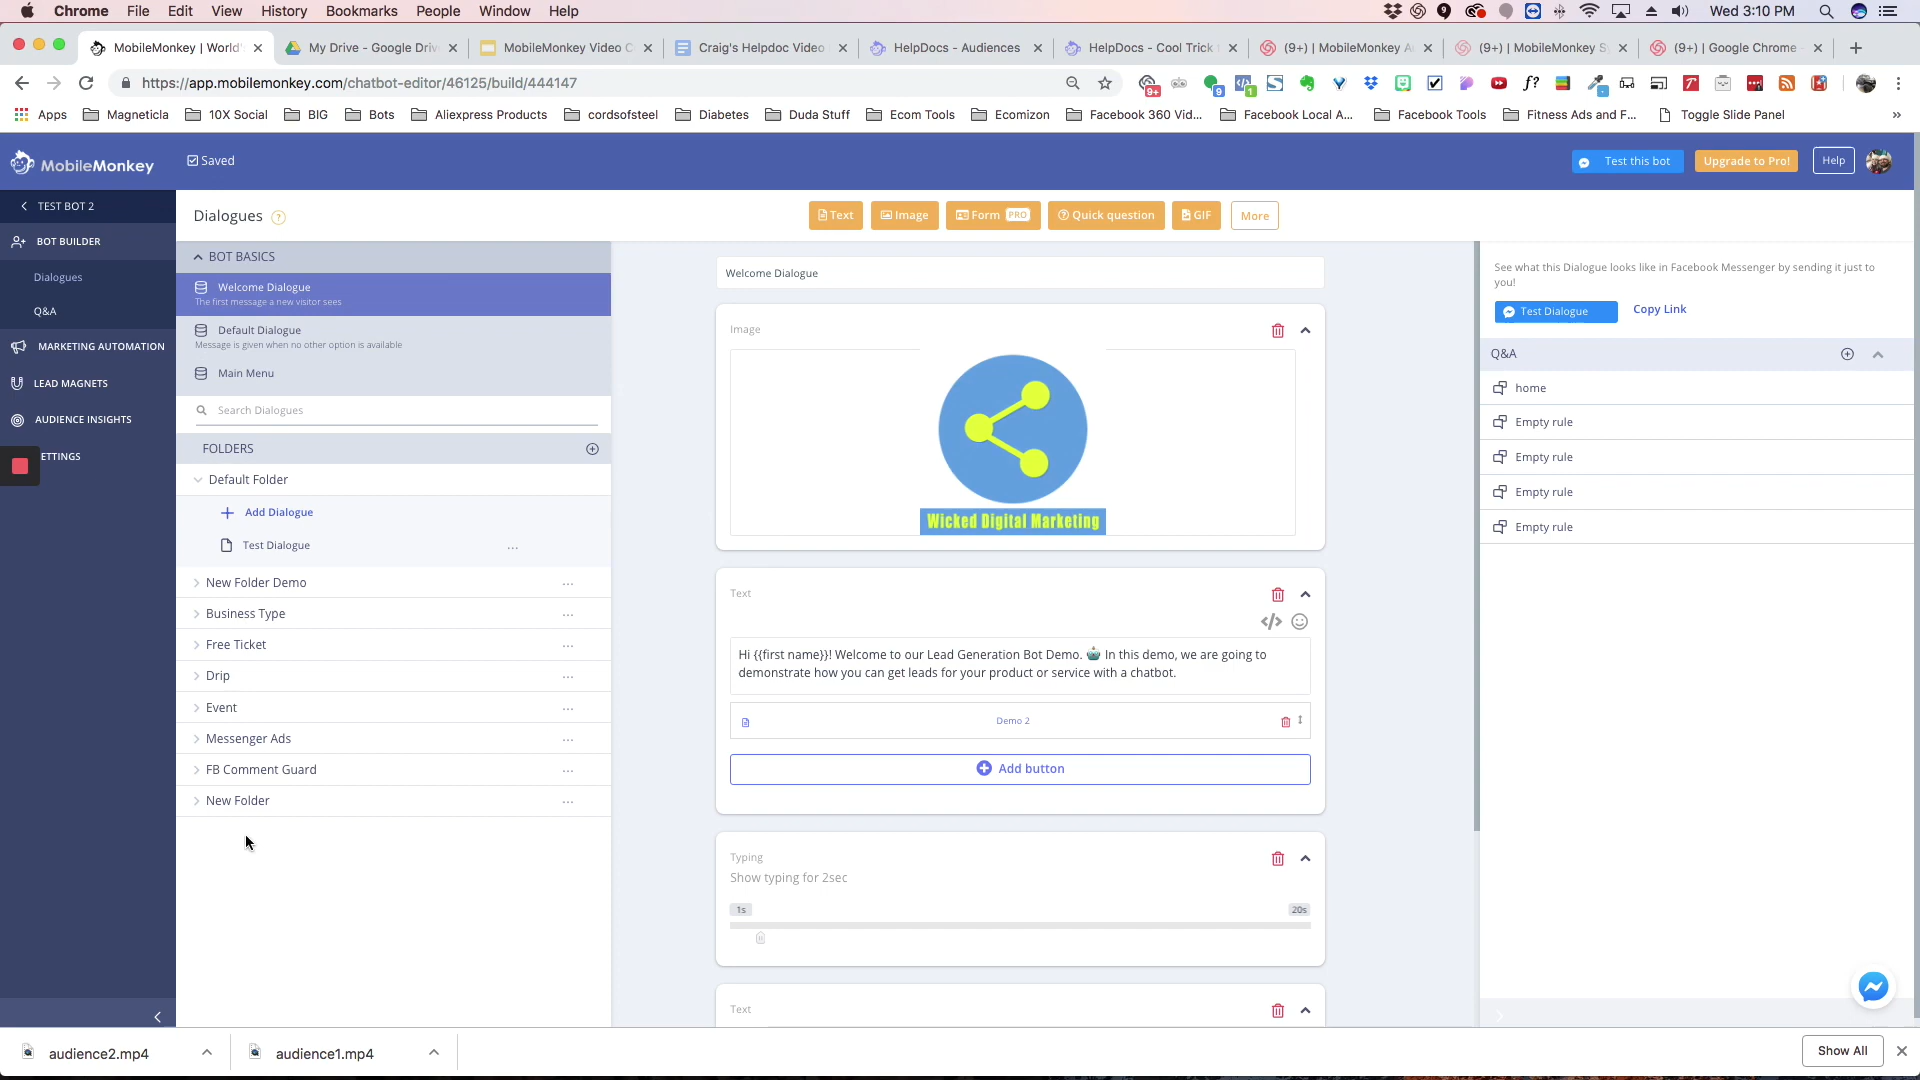 Chrome File Edit View History Bookmarks People Window Help
9
Wed 3:10 PM
MobileMonkey | World'
My Drive - Google Driv
MobileMonkey Video C
Craig's Helpdoc Video
HelpDocs - Audiences
HelpDocs - Cool Trick
(9+) | MobileMonkey A
(9+) | MobileMonkey S
(9+) | Google Chrome -
https://app.mobilemonkey.com/chatbot-editor/46125/build/444147
9+
9
1
f?
Apps
Magneticla
10X Social
BIG
Bots
Aliexpress Products
cordsofsteel
Diabetes
Duda Stuff
Ecom Tools
Ecomizon
Facebook 360 Vid...
Facebook Local A...
Facebook Tools
Fitness Ads and F...
Toggle Slide Panel
»
MobileMonkey
Saved
Test this bot
Upgrade to Pro!
Help
TEST BOT 2
BOT BUILDER
Dialogues
Q&A
MARKETING AUTOMATION
LEAD MAGNETS
AUDIENCE INSIGHTS
ETTINGS
Dialogues ?
Text
Image
Form PRO
Quick question
GIF
More
BOT BASICS
Welcome Dialogue
The first message a new visitor sees
Default Dialogue
Message is given when no other option is available
Main Menu
Search Dialogues
FOLDERS
Default Folder
Add Dialogue
Test Dialogue ...
New Folder Demo ...
Business Type ...
Free Ticket ...
Drip ...
Event ...
Messenger Ads ...
FB Comment Guard ...
New Folder ...
Welcome Dialogue
Image
Wicked Digital Marketing
Text
</>
Hi {{first name}}! Welcome to our Lead Generation Bot Demo. 🤖 In this demo, we are going to
demonstrate how you can get leads for your product or service with a chatbot.
Demo 2
Add button
Typing
Show typing for 2sec
1s
20s
Text
See what this Dialogue looks like in Facebook Messenger by sending it just to
you!
Test Dialogue
Copy Link
Q&A
home
Empty rule
Empty rule
Empty rule
Empty rule
audience2.mp4
audience1.mp4
Show All